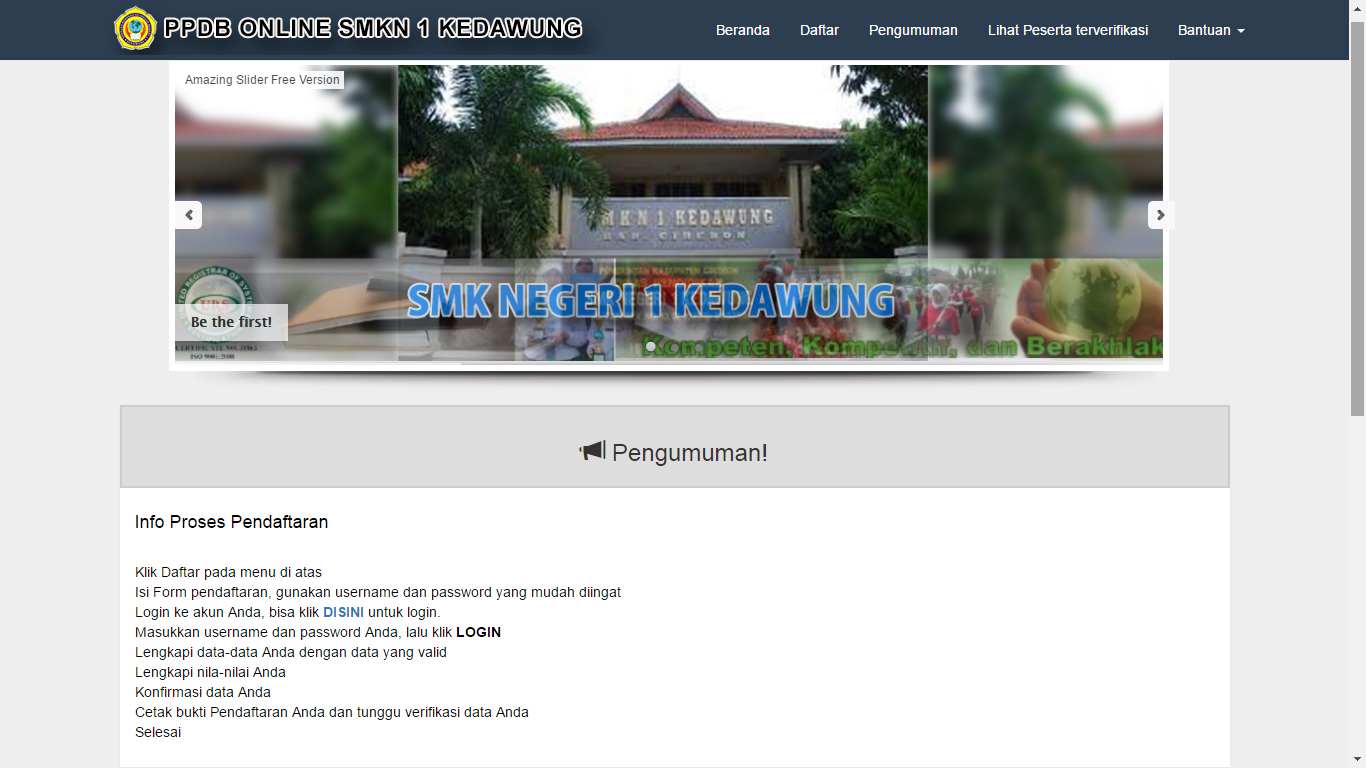 PPDB ONLINE SMKN 1 KEDAWUNG
Beranda Daftar Pengumuman Lihat Peserta terverifikasi Bantuan
Amazing Slider Free Version
SMKN 1 KEDAWUNG
KAB. CIREBON
SMK NEGERI 1 KEDAWUNG
Be the first!
Kompeten, Kompetitif, dan Berakhlak
Pengumuman!
Info Proses Pendaftaran
Klik Daftar pada menu di atas
Isi Form pendaftaran, gunakan username dan password yang mudah diingat
Login ke akun Anda, bisa klik DISINI untuk login.
Masukkan username dan password Anda, lalu klik LOGIN
Lengkapi data-data Anda dengan data yang valid
Lengkapi nila-nilai Anda
Konfirmasi data Anda
Cetak bukti Pendaftaran Anda dan tunggu verifikasi data Anda
Selesai